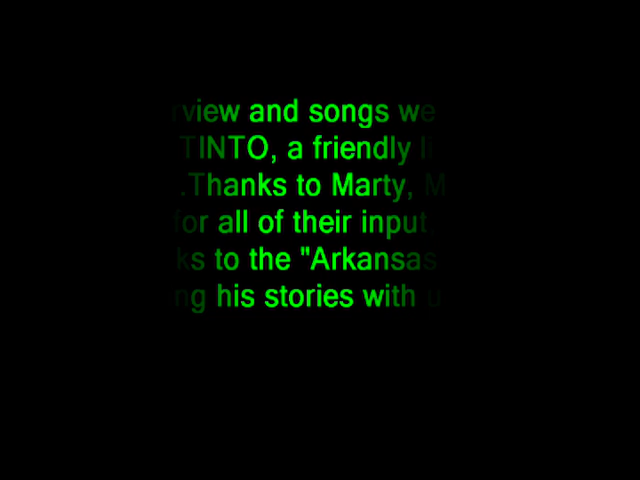 rview and songs we
TINTO, a friendly
.Thanks to Marty, M
for all of their input
ks to the "Arkansas
ng his stories with u